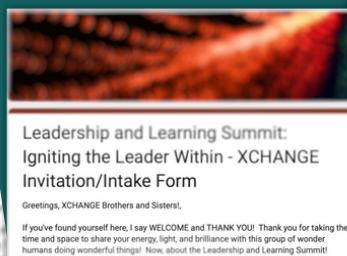 Leadership and Learning Summit:
Igniting the Leader Within - XCHANGE
Invitation/Intake Form
Greetings, XCHANGE Brothers and Sisters!,
If you've found yourself here, I say WELCOME and THANK YOU! Thank you for taking the
time and space to share your energy, light, and brilliance with this group of wonder
humans doing wonderful things! Now, about the Leadership and Learning Summit!